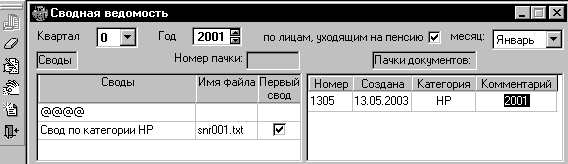 Сводная ведомость
Квартал 0 Год 2001 по лицам, уходящим на пенсию месяц: Январь
Своды Номер пачки: Пачки документов:
Своды Имя файла Первый свод
@@@@
Свод по категории НР snr001.txt
Номер Создана Категория Комментарий
1305 13.05.2003 НР 2001